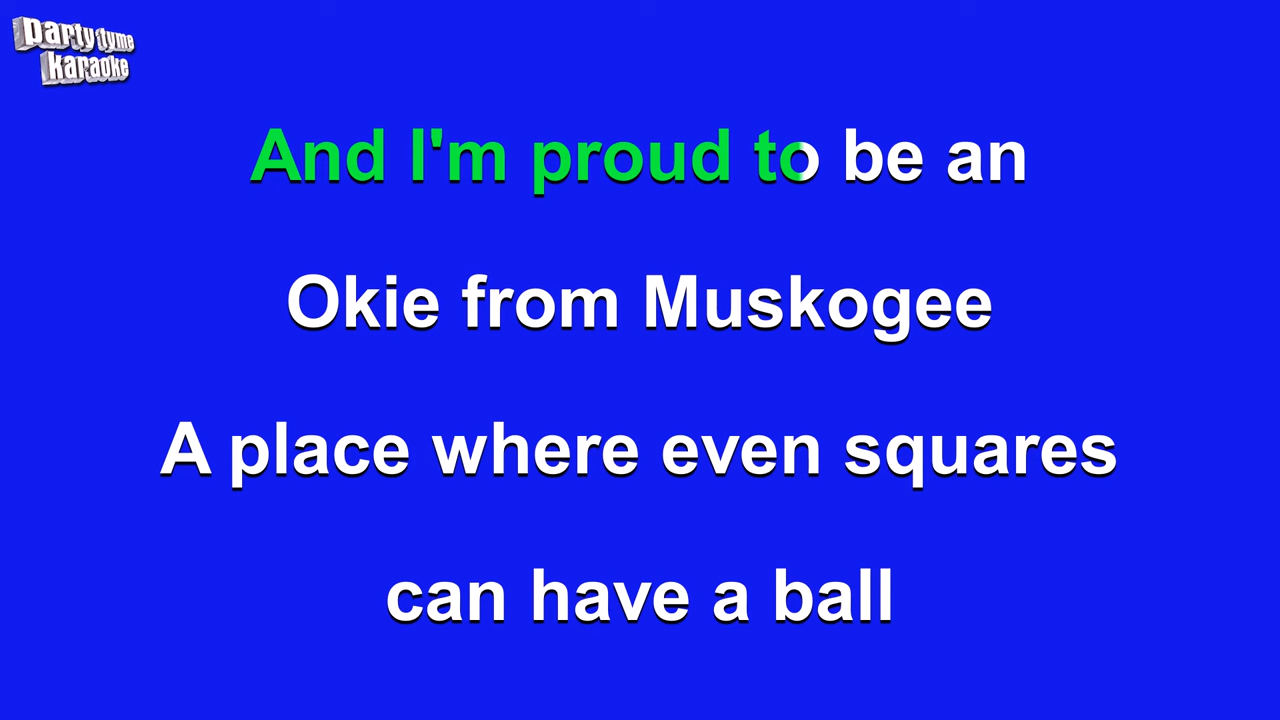 party tyme
karaoke
And I'm proud to be an
Okie from Muskogee
A place where even squares
can have a ball